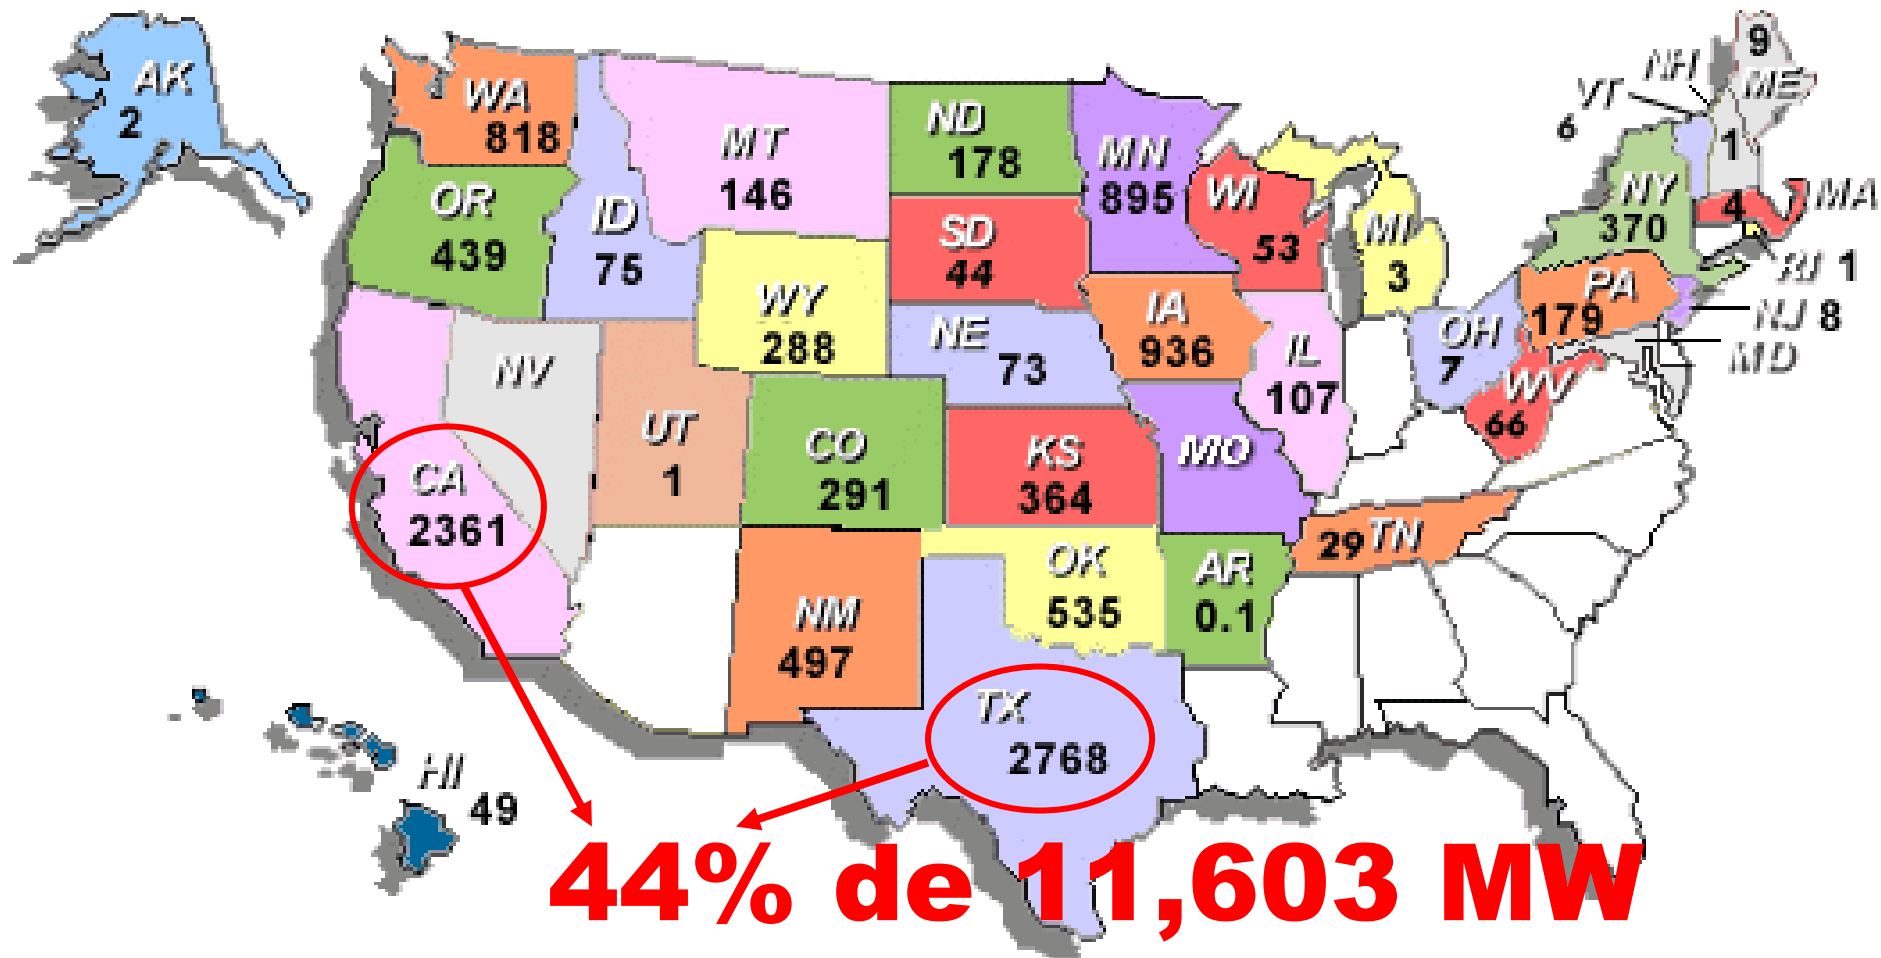 AK
2
WA
818
OR
439
ID
75
MT
146
WY
288
NV
UT
1
CA
2361
CO
291
NM
497
ND
178
SD
44
NE
73
KS
364
OK
535
TX
2768
MN
895
IA
936
MO
AR
0.1
WI
53
IL
107
MI
3
OH
7
TN
29
WV
66
PA
179
NY
370
VT
6
NH
1
9
ME
4
MA
RI 1
NJ 8
MD
HI
49
44% de 11,603 MW